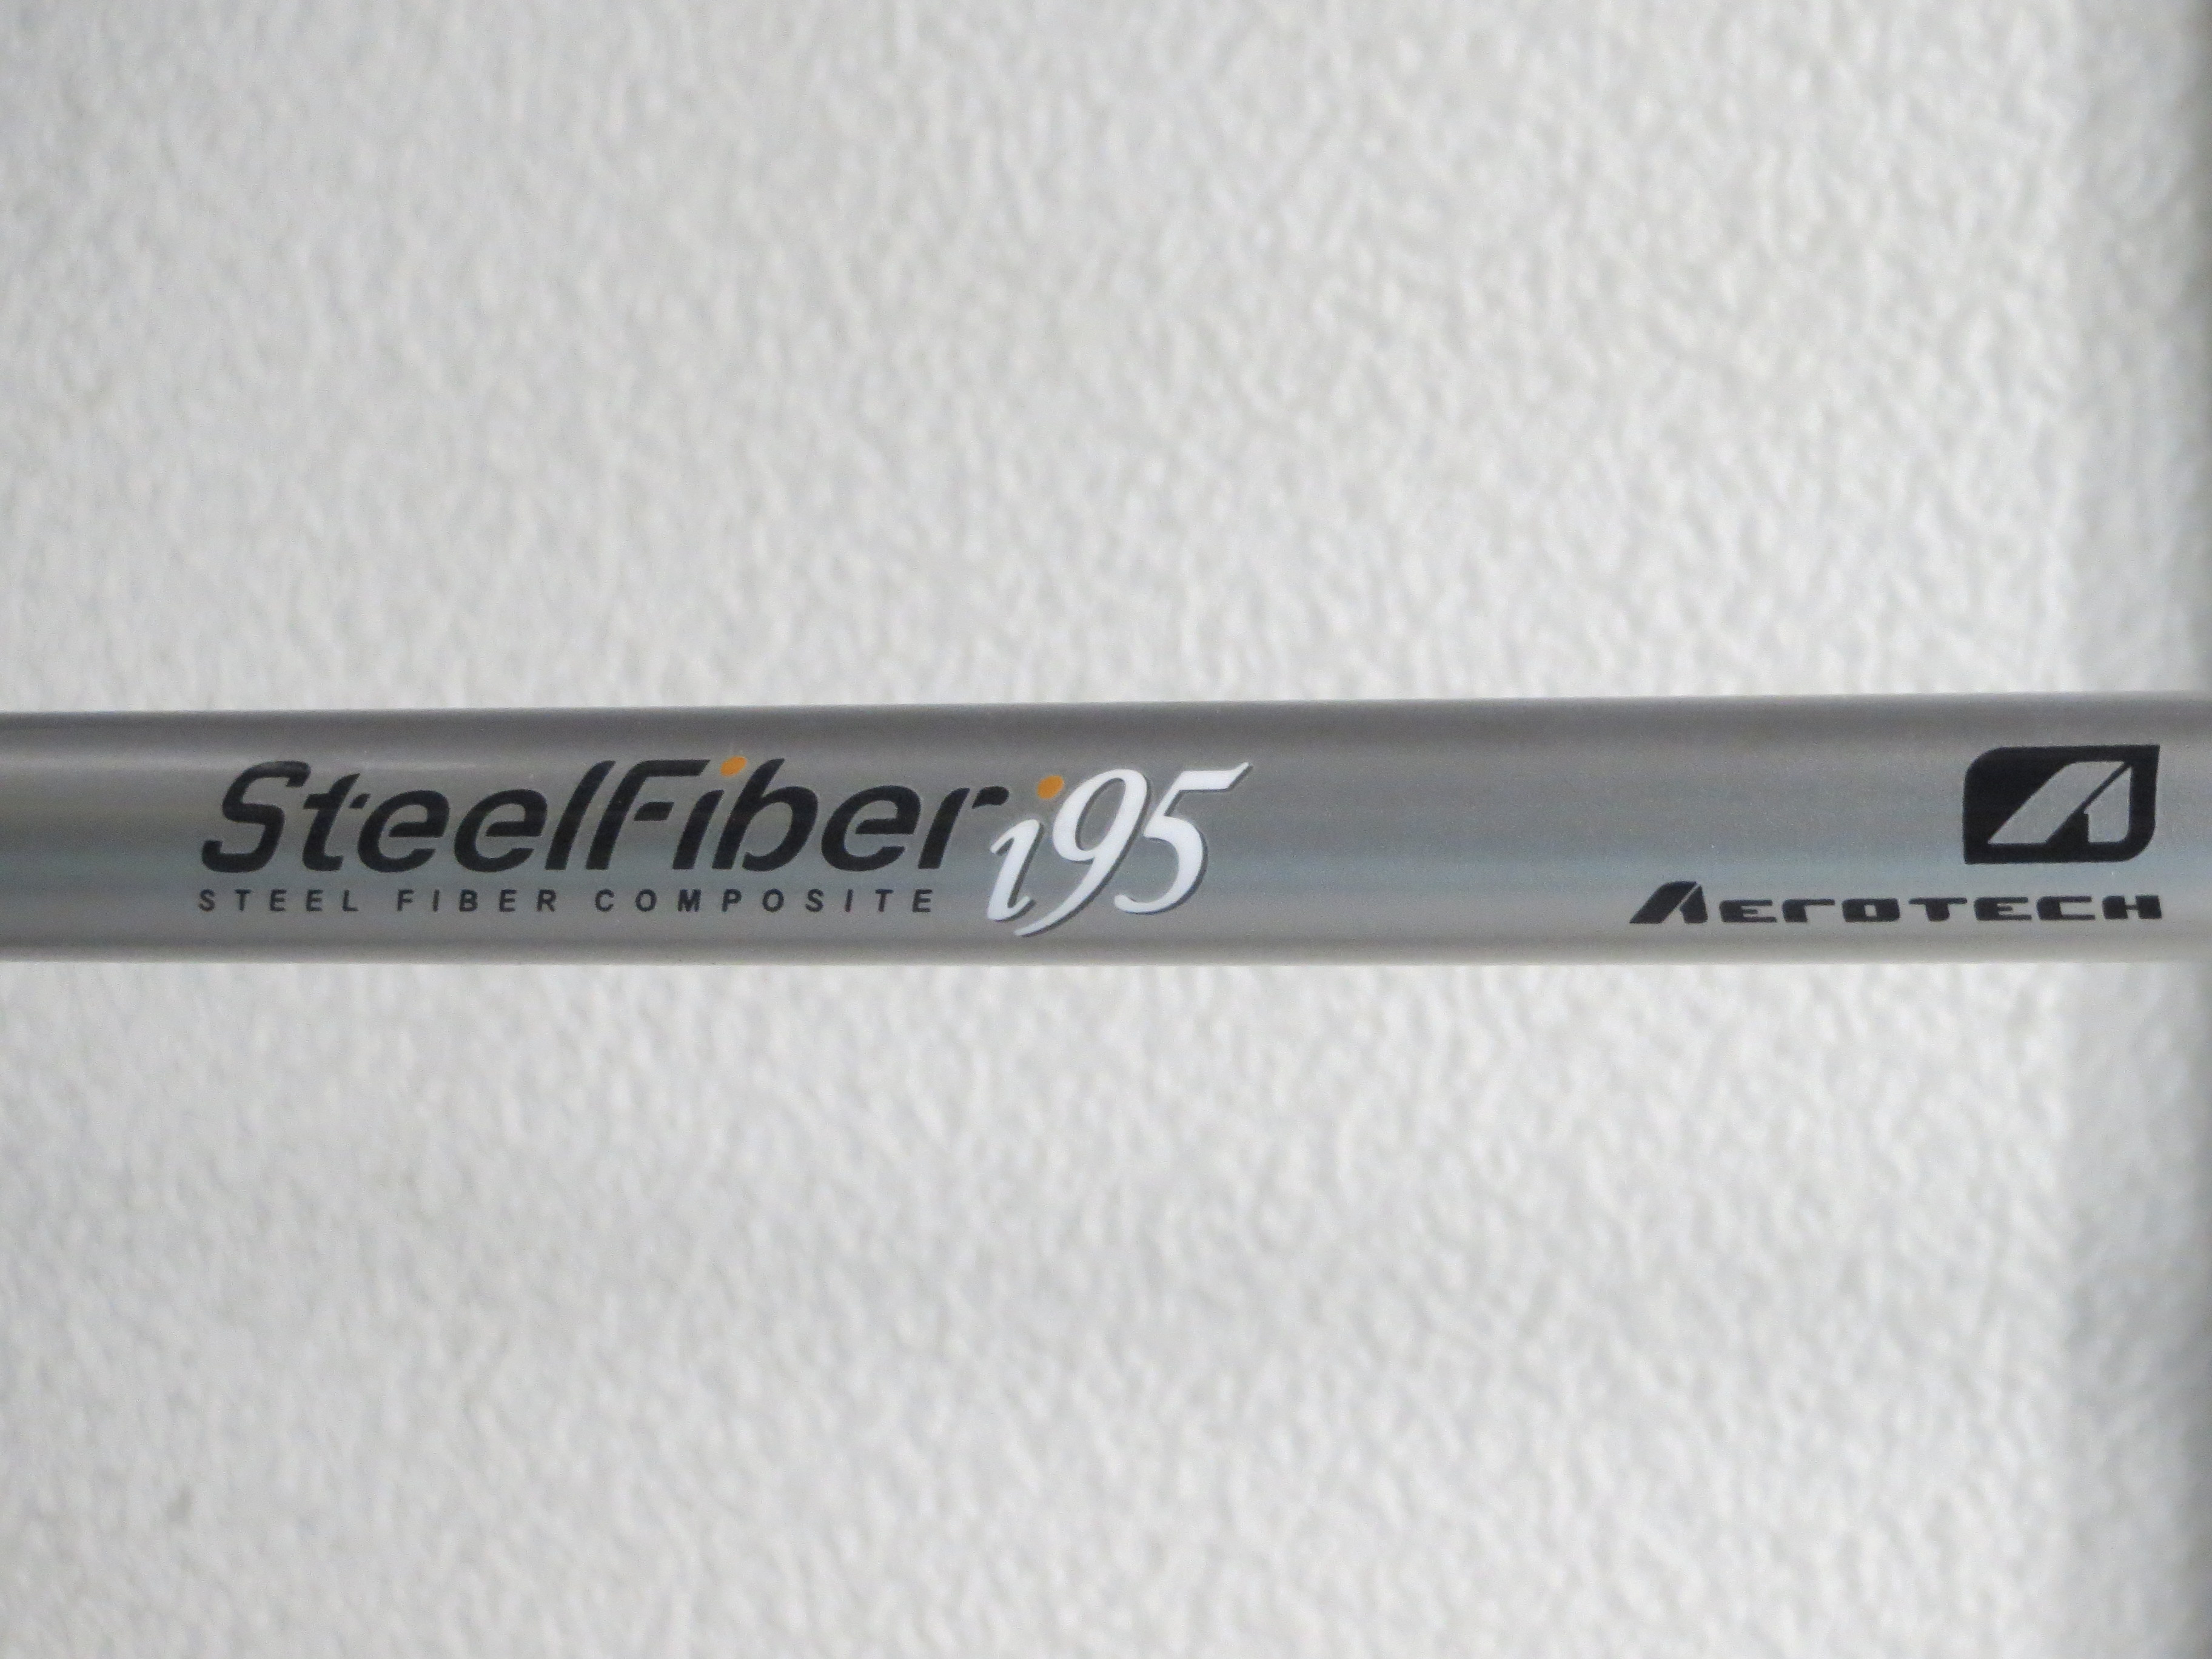 SteelFiber i95
STEEL FIBER COMPOSITE
AEROTECH